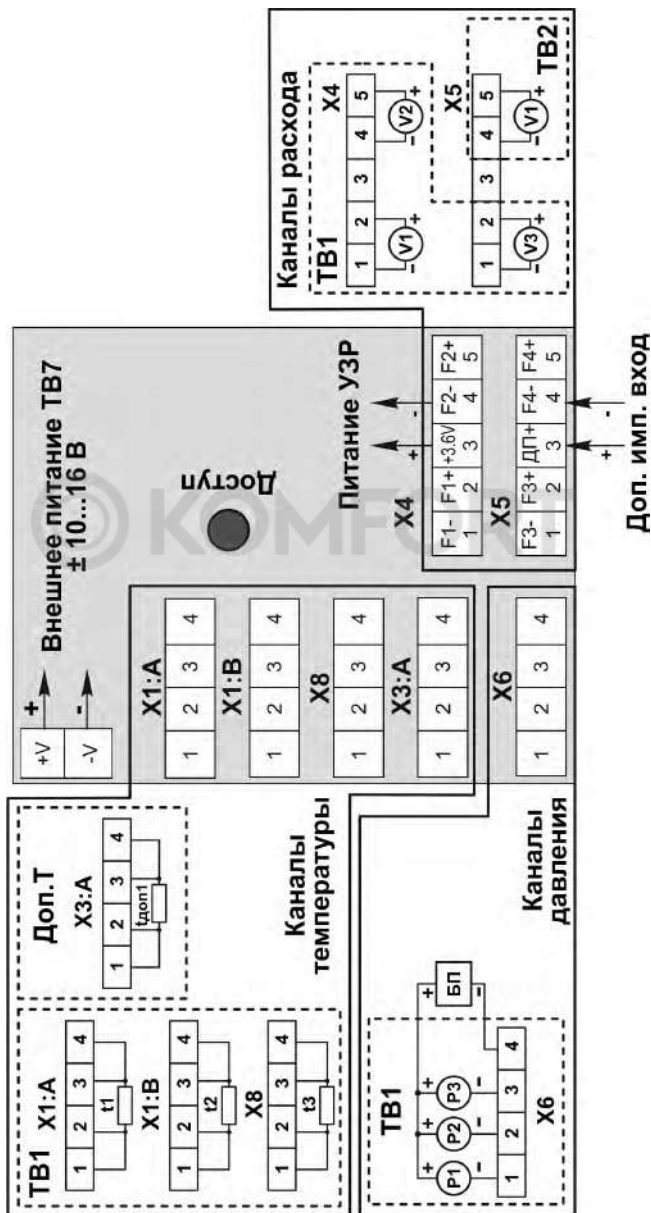 TB1
X1:A
1 2 3 4
t1
X1:B
1 2 3 4
t2
X8
1 2 3 4
t3
Доп.Т
X3:A
1 2 3 4
tдоп1
Каналы
температуры
TB1
+ + + +
P1 P2 P3 БП
- - - -
1 2 3 4
X6
Каналы
давления
+V
-V
+
-
Внешнее питание ТВ7
± 10...16 В
Доступ
KOMFORT
X1:A
1 2 3 4
X1:B
1 2 3 4
X8
1 2 3 4
X3:A
1 2 3 4
X6
1 2 3 4
Питание УЗР
+ -
X4
F1- F1+ +3.6V F2- F2+
1 2 3 4 5
X5
F3- F3+ ДП+ F4- F4+
1 2 3 4 5
+ -
Доп. имп. вход
Каналы расхода
TB1
X4
1 2 3 4 5
- V1 + - V2 +
X5
1 2 3 4 5
- V3 + - V1 +
TB2